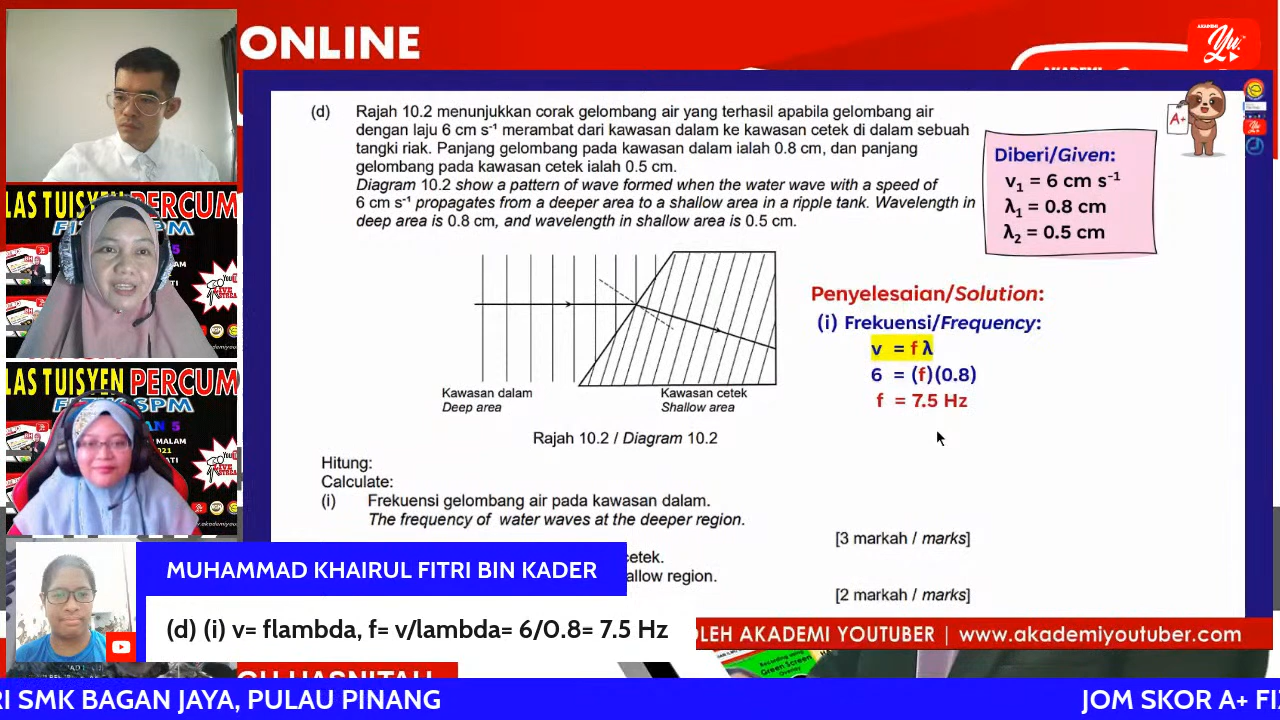 ONLINE
AKADEMI
Yu.
(d) Rajah 10.2 menunjukkan corak gelombang air yang terhasil apabila gelombang air
dengan laju 6 cm s⁻¹ merambat dari kawasan dalam ke kawasan cetek di dalam sebuah
tangki riak. Panjang gelombang pada kawasan dalam ialah 0.8 cm, dan panjang
gelombang pada kawasan cetek ialah 0.5 cm.
Diagram 10.2 show a pattern of wave formed when the water wave with a speed of
6 cm s⁻¹ propagates from a deeper area to a shallow area in a ripple tank. Wavelength in
deep area is 0.8 cm, and wavelength in shallow area is 0.5 cm.
A+
Diberi/Given:
v₁ = 6 cm s⁻¹
λ₁ = 0.8 cm
λ₂ = 0.5 cm
Kawasan dalam
Deep area
Kawasan cetek
Shallow area
Rajah 10.2 / Diagram 10.2
Penyelesaian/Solution:
(i) Frekuensi/Frequency:
v = f λ
6 = (f)(0.8)
f = 7.5 Hz
Hitung:
Calculate:
(i) Frekuensi gelombang air pada kawasan dalam.
The frequency of water waves at the deeper region.
[3 markah / marks]
cetek.
allow region.
[2 markah / marks]
LAS TUISYEN PERCUM
LAS TUISYEN PERCUM
MALAM
2021
MUHAMMAD KHAIRUL FITRI BIN KADER
(d) (i) v= flambda, f= v/lambda= 6/0.8= 7.5 Hz
OLEH AKADEMI YOUTUBER | www.akademiyoutuber.com
Green Screen
RI SMK BAGAN JAYA, PULAU PINANG
JOM SKOR A+ FIZ